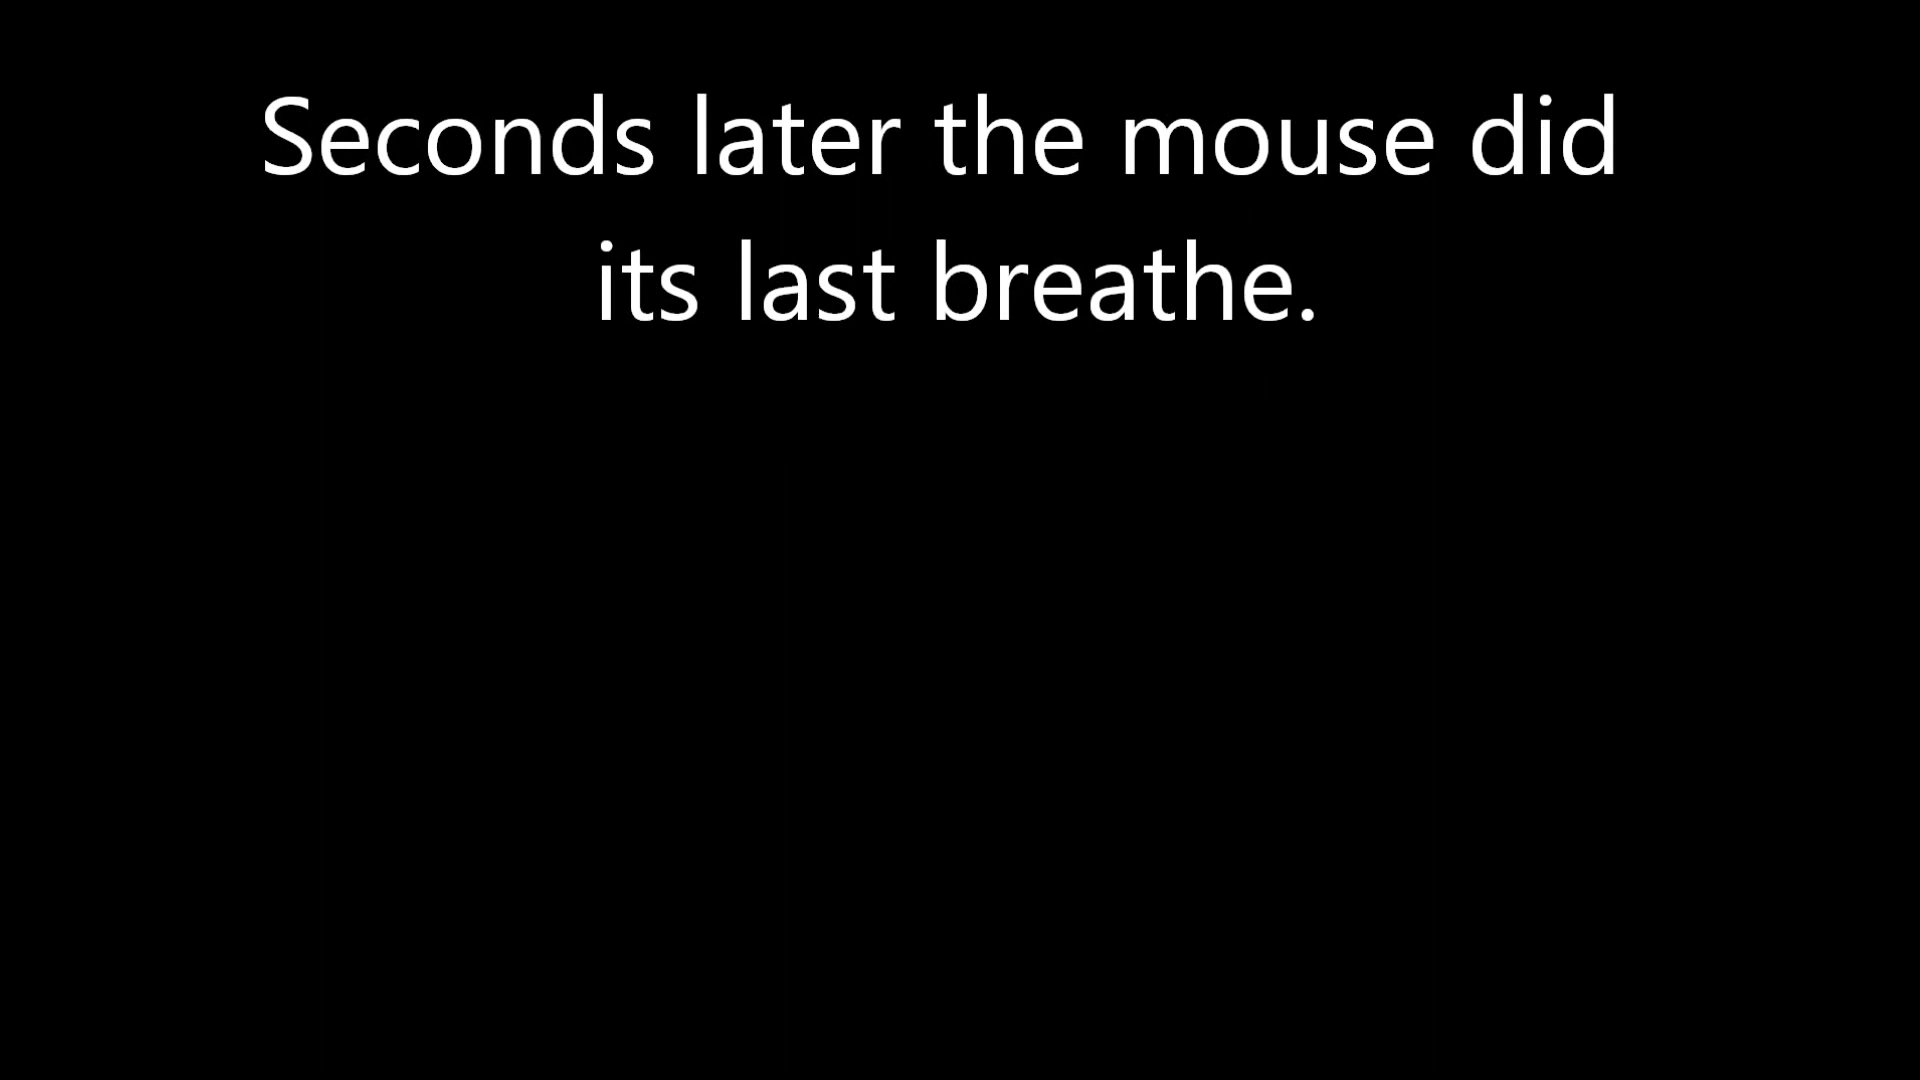 Seconds later the mouse did
its last breathe.